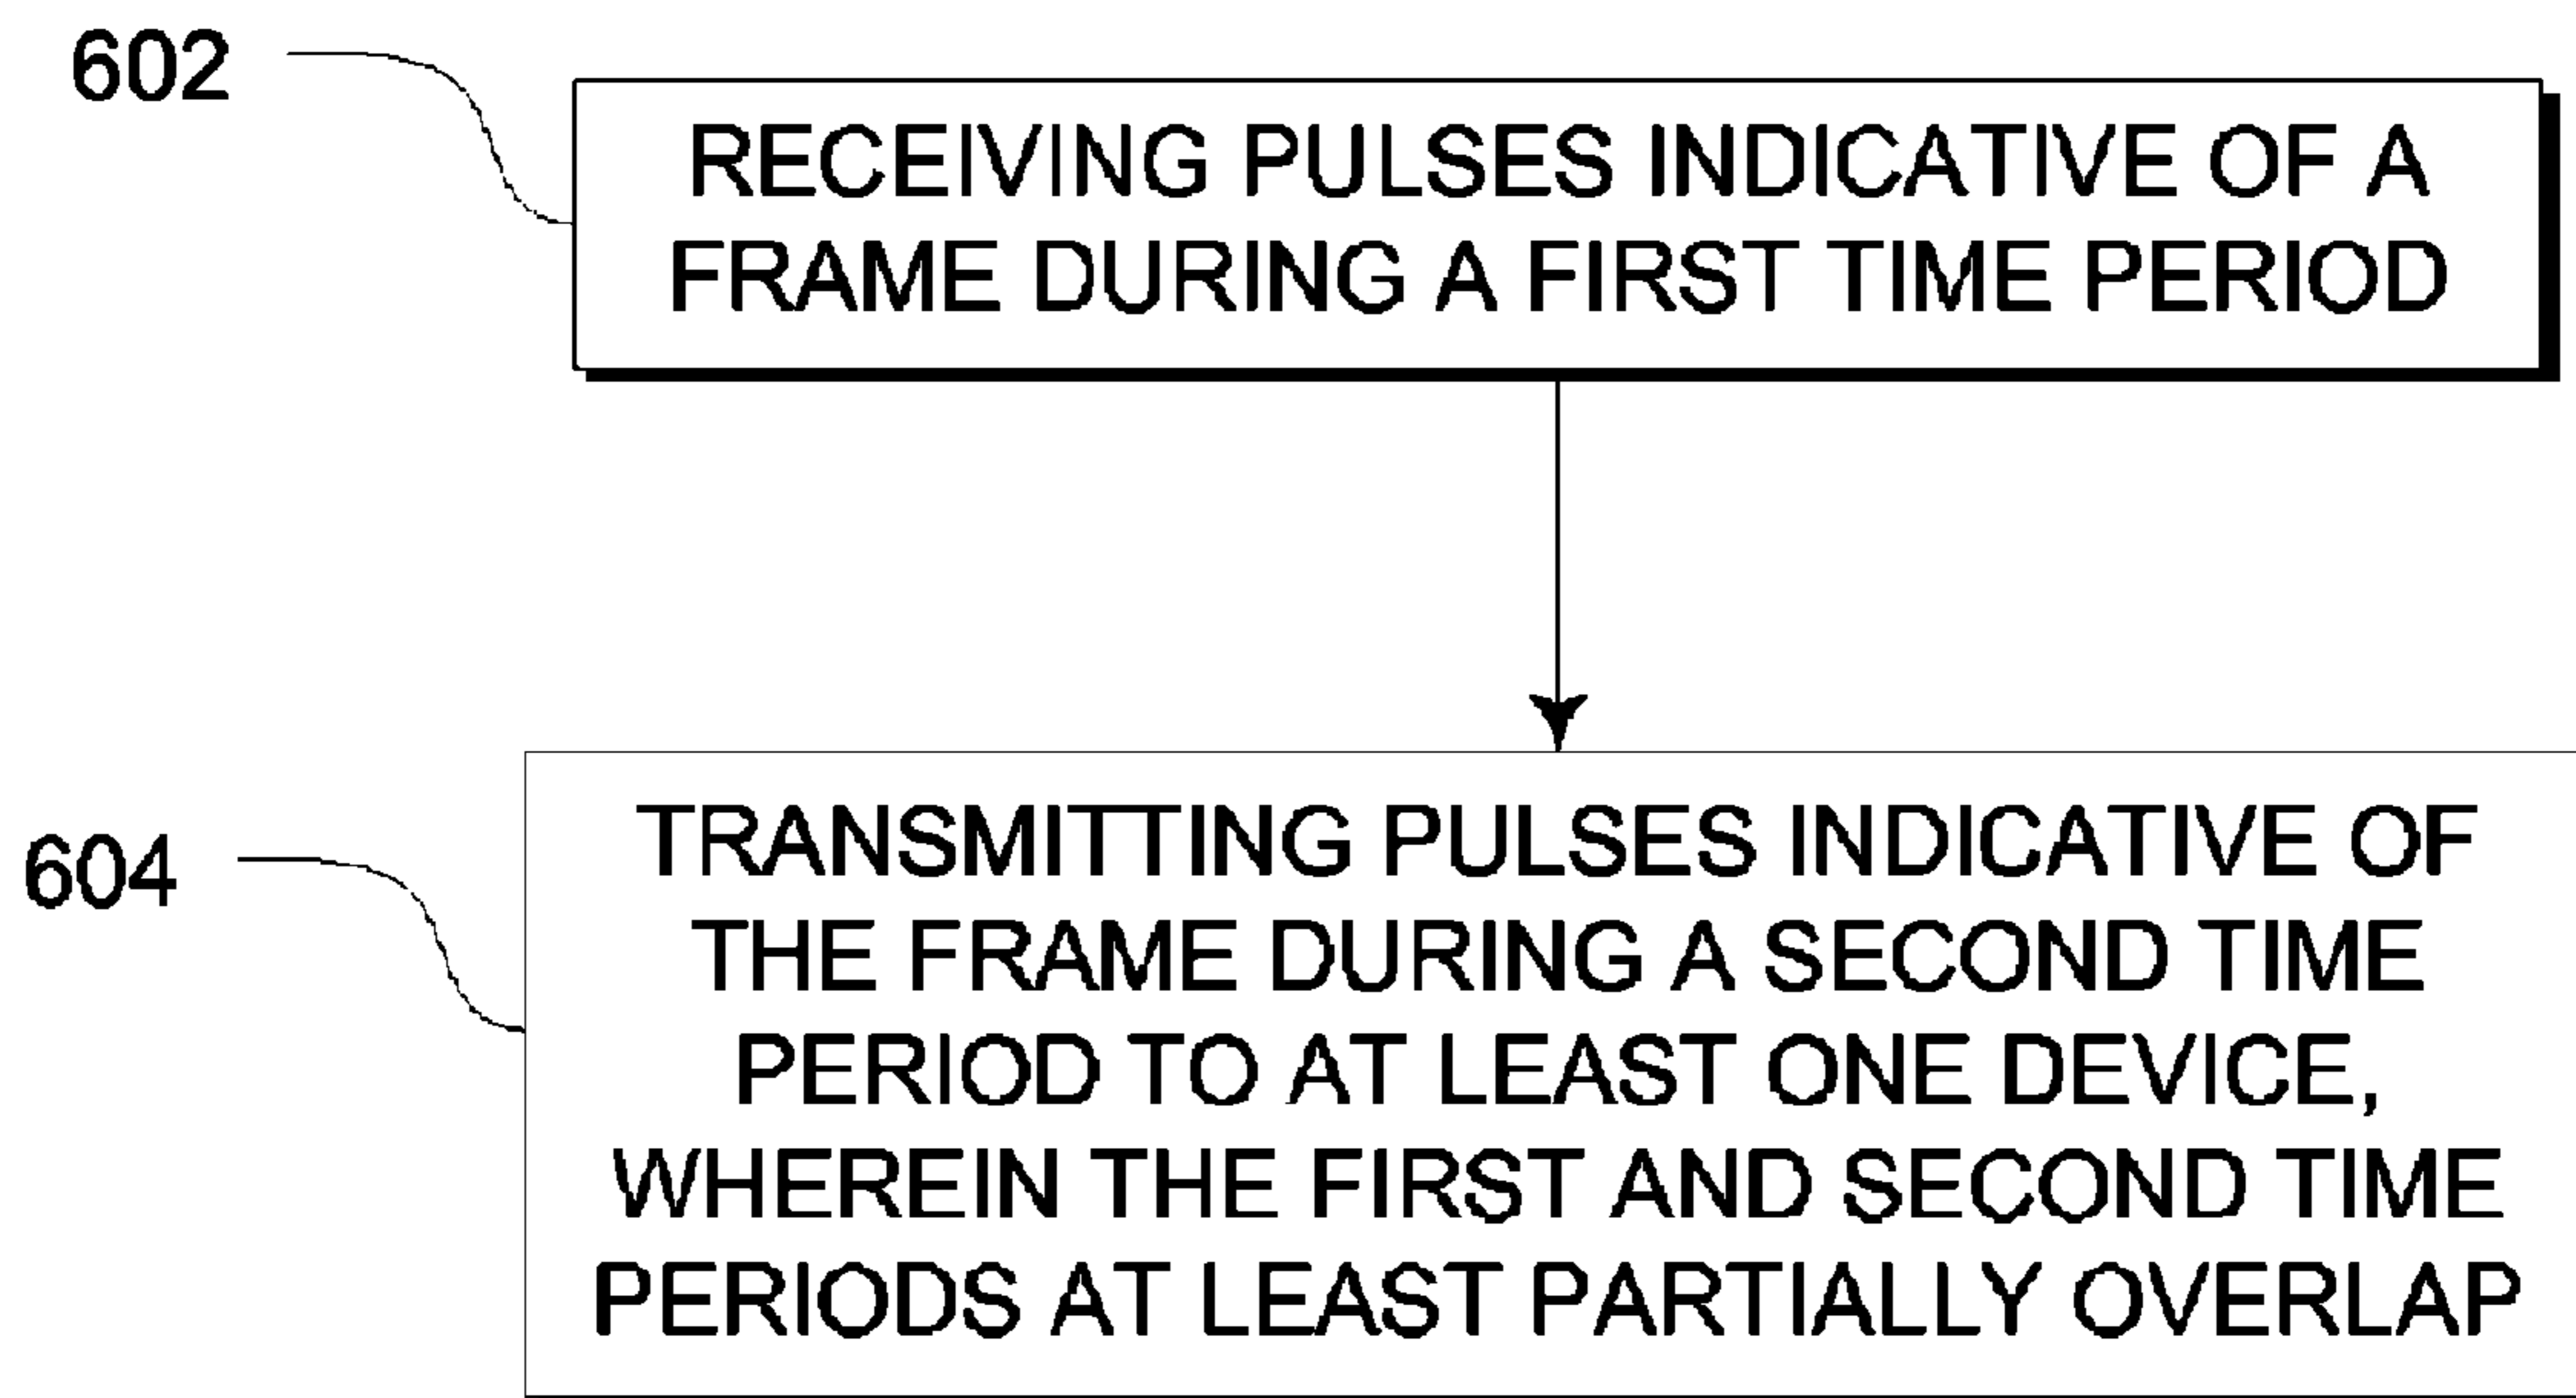 602
RECEIVING PULSES INDICATIVE OF A
FRAME DURING A FIRST TIME PERIOD
604
TRANSMITTING PULSES INDICATIVE OF
THE FRAME DURING A SECOND TIME
PERIOD TO AT LEAST ONE DEVICE,
WHEREIN THE FIRST AND SECOND TIME
PERIODS AT LEAST PARTIALLY OVERLAP